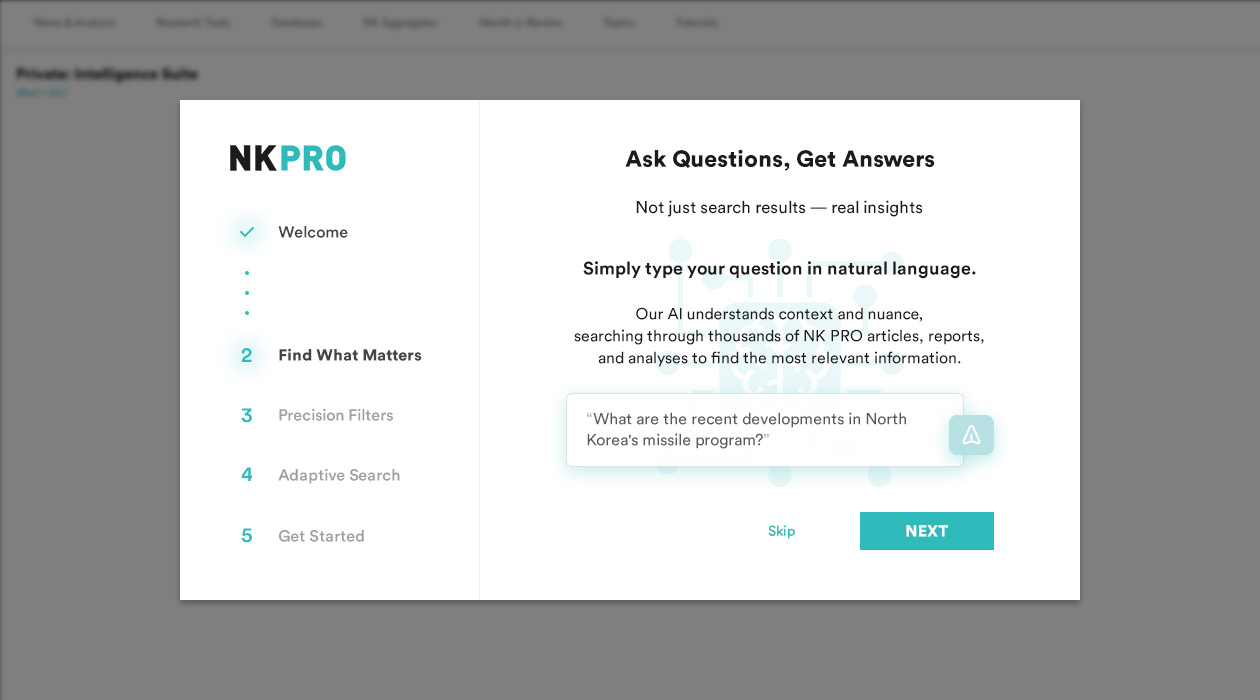 News & Analysis
Research Tools
Databases
NK Aggregator
Month in Review
Topics
Tutorials
Private: Intelligence Suite
What is this?
NKPRO
Welcome
2 Find What Matters
3 Precision Filters
4 Adaptive Search
5 Get Started
Ask Questions, Get Answers
Not just search results — real insights
Simply type your question in natural language.
Our AI understands context and nuance,
searching through thousands of NK PRO articles, reports,
and analyses to find the most relevant information.
“What are the recent developments in North
Korea's missile program?”
Skip
NEXT